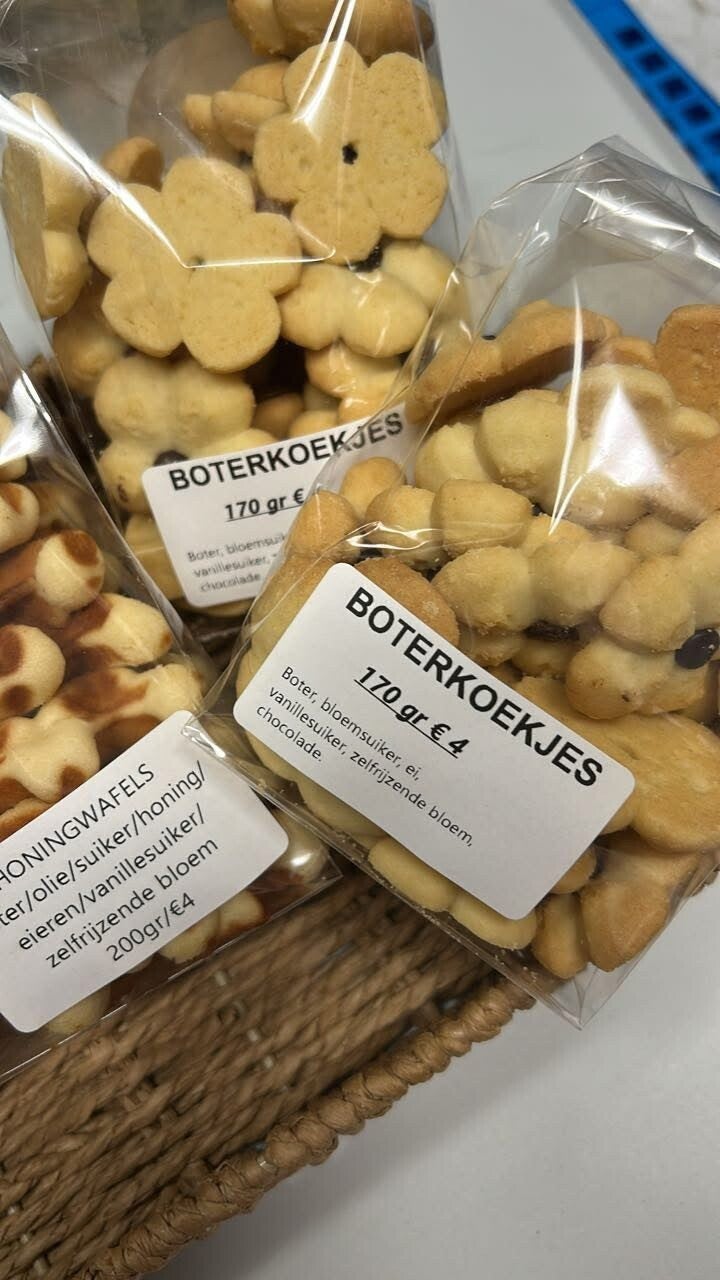 BOTERKOEKJES
170 gr €
Boter,
vanillesuiker,
chocolade.
BOTERKOEKJES
170 gr € 4
Boter, bloemsuiker, ei,
vanillesuiker, zelfrijzende bloem,
chocolade.
HONINGWAFELS
ter/olie/suiker/honing/
eieren/vanillesuiker/
zelfrijzende bloem
200gr/€4